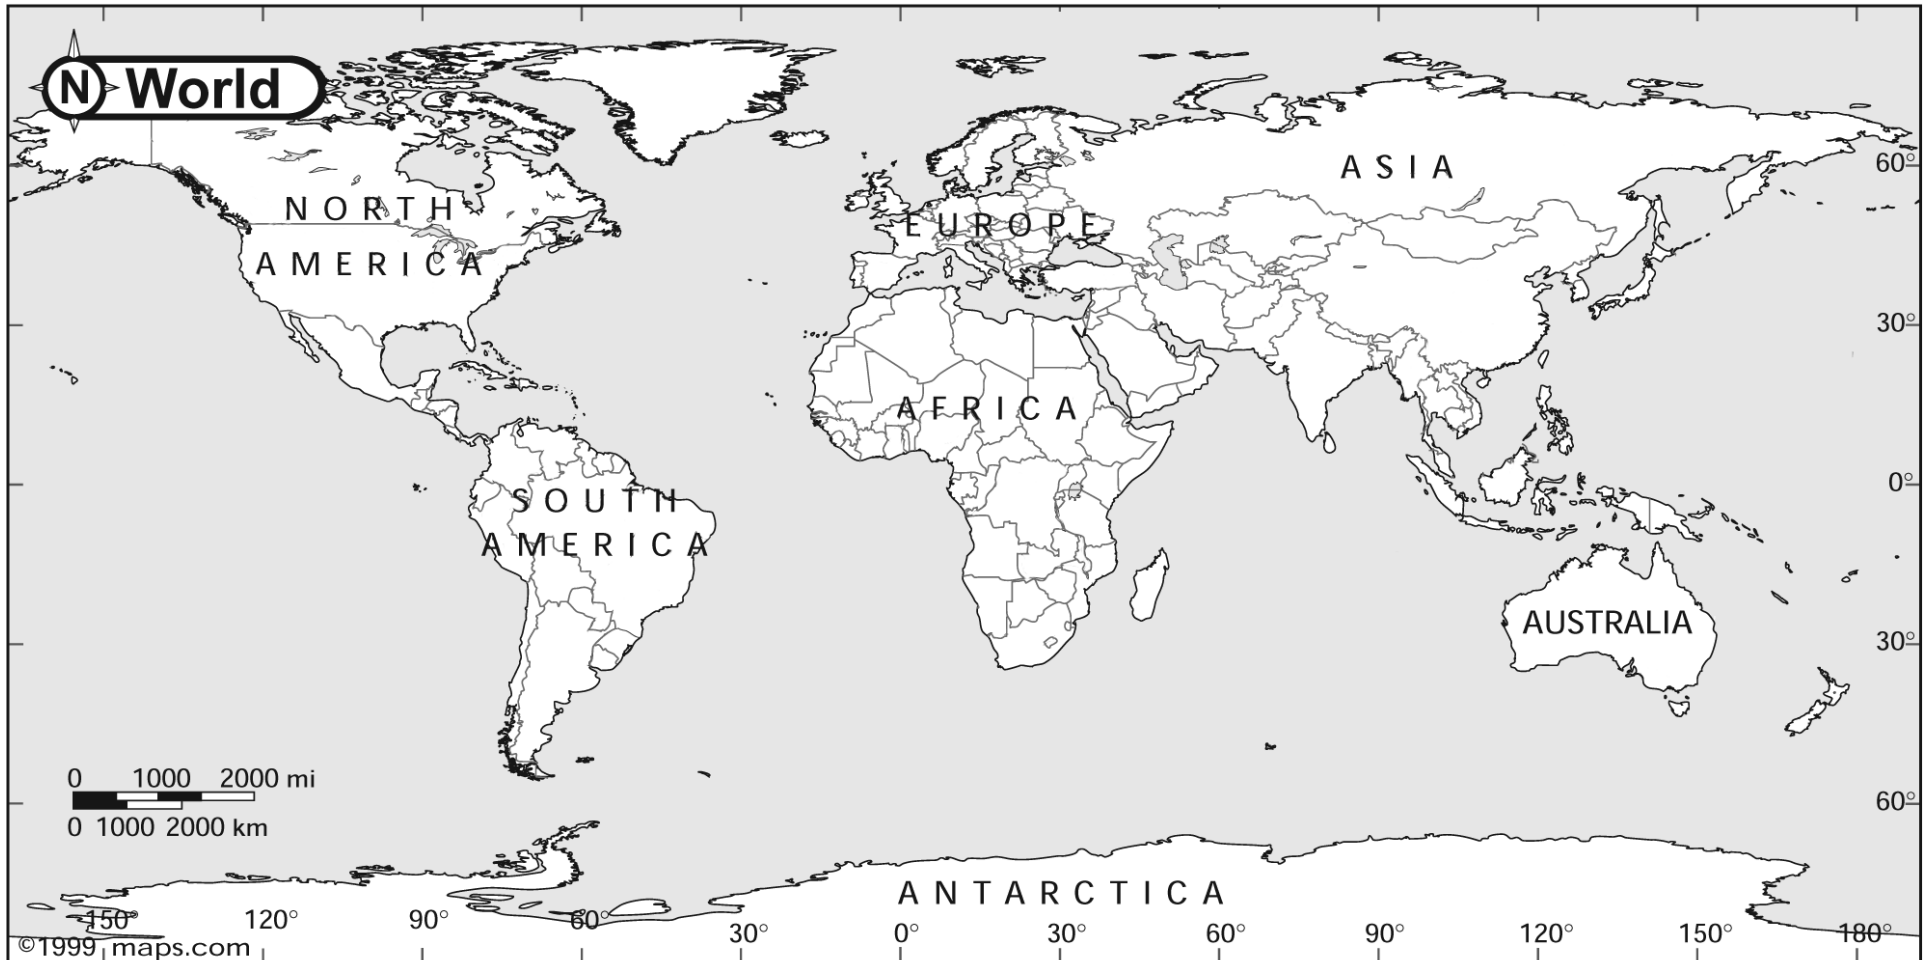 N World
ASIA
60°
NORTH
AMERICA
EUROPE
30°
AFRICA
0°
SOUTH
AMERICA
AUSTRALIA
30°
0 1000 2000 mi
0 1000 2000 km
60°
ANTARCTICA
150° 120° 90° 60° 30° 0° 30° 60° 90° 120° 150° 180°
©1999 maps.com